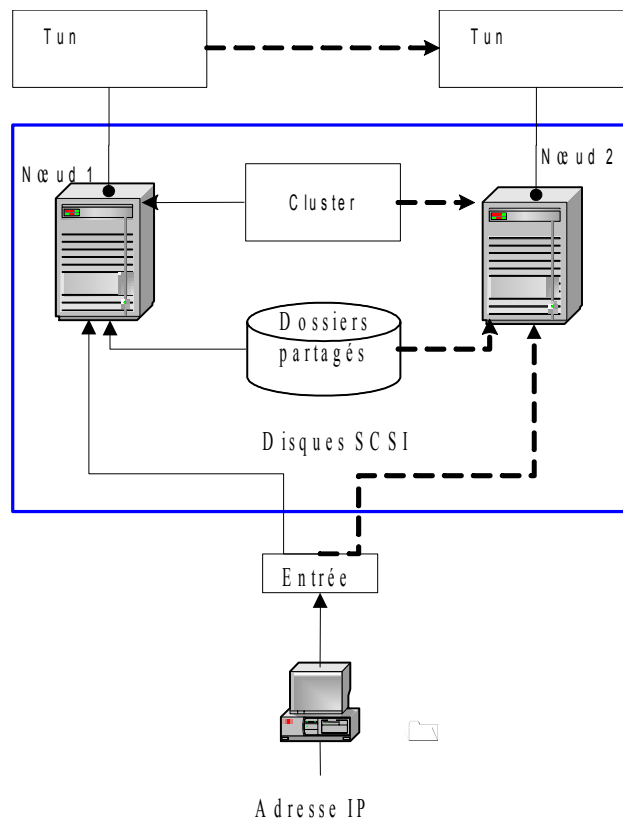 Tun
Tun
Nœud 1
Nœud 2
Cluster
Dossiers
partagés
Disques SCSI
Entrée
Adresse IP